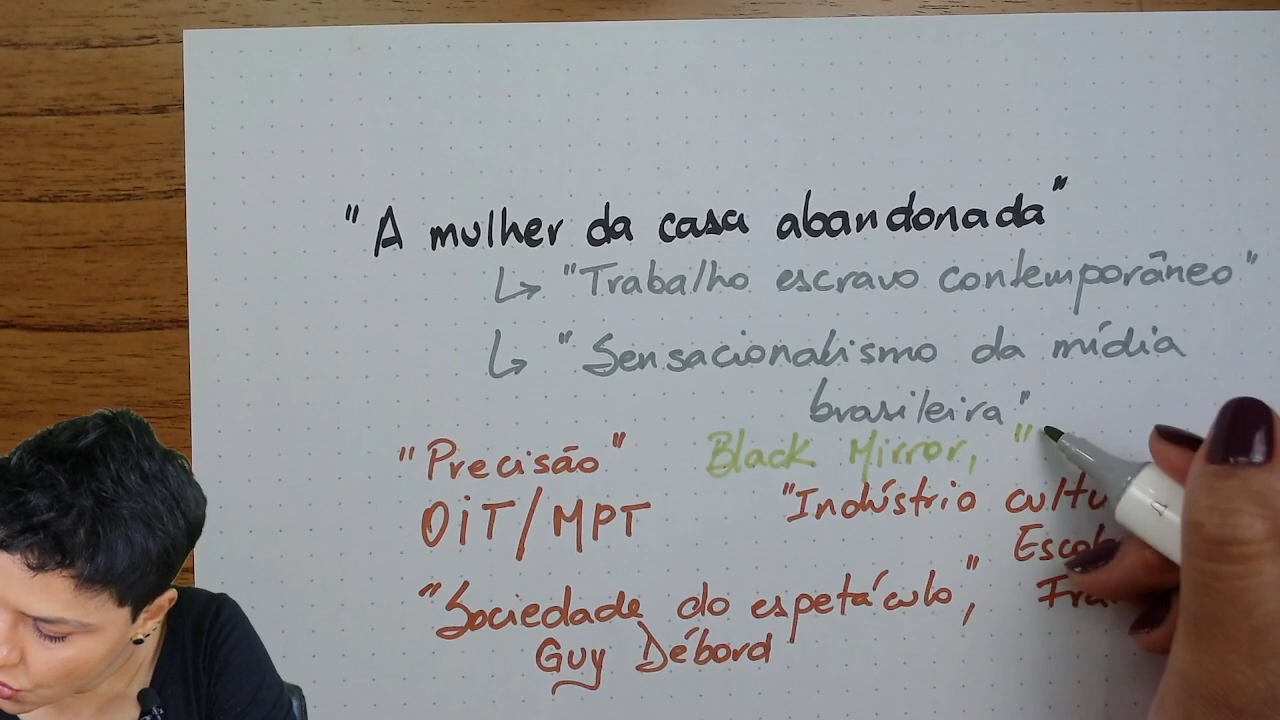 "A mulher da casa abandonada"
↳ "Trabalho escravo contemporâneo"
↳ "Sensacionalismo da mídia
brasileira"
"Precisão" Black Mirror, "
OIT/MPT "Indústria
"Sociedade do espetáculo",
Guy Débord